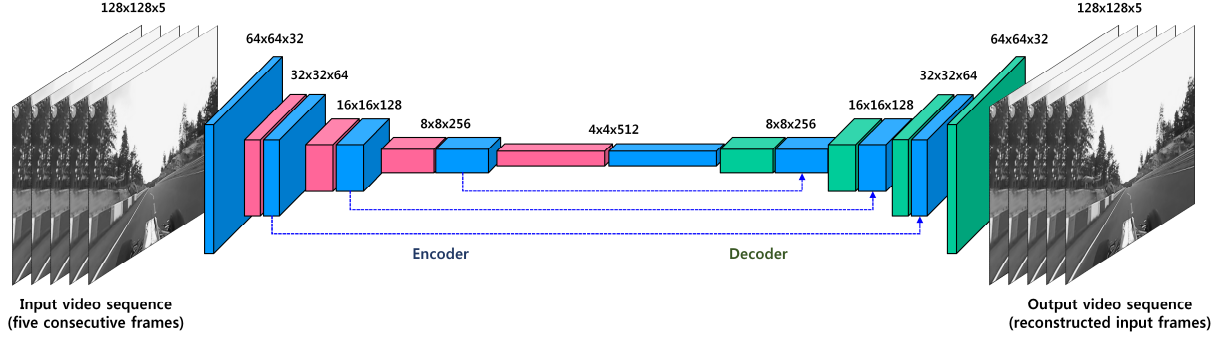 128x128x5
64x64x32
32x32x64
16x16x128
8x8x256
4x4x512
8x8x256
16x16x128
32x32x64
64x64x32
128x128x5
Encoder
Decoder
Input video sequence
(five consecutive frames)
Output video sequence
(reconstructed input frames)